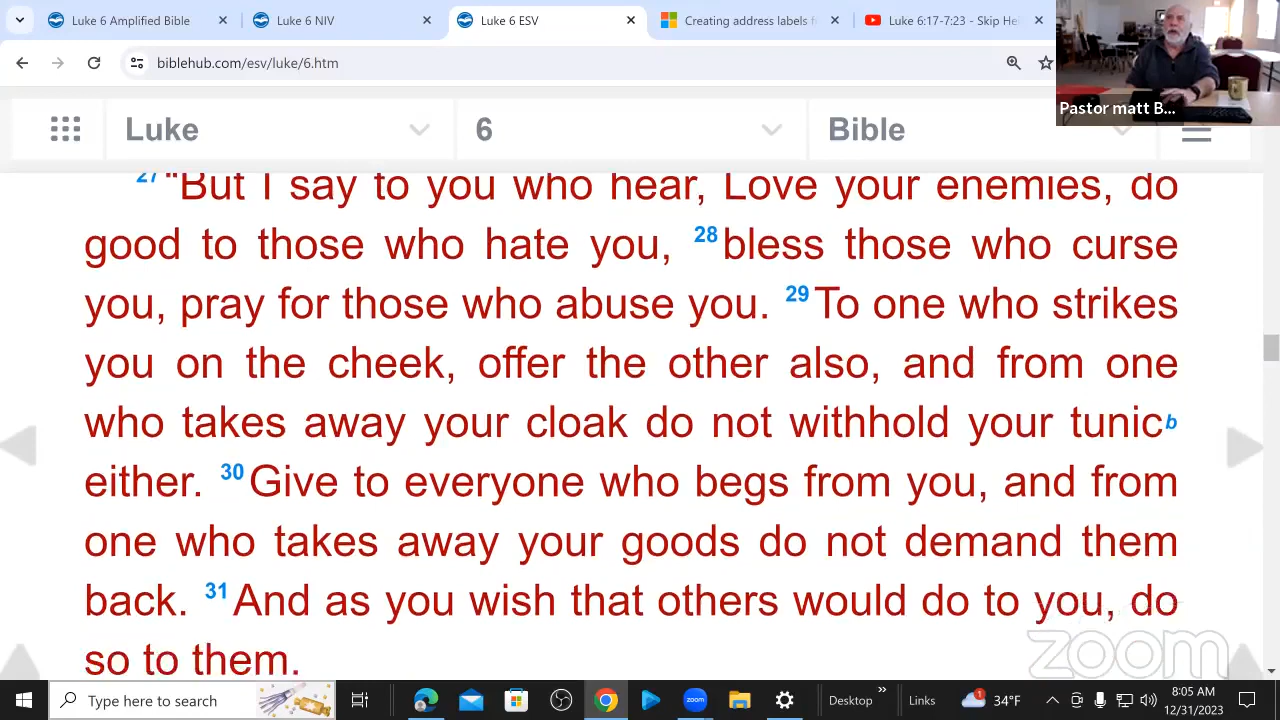 Luke 6 Amplified Bible
Luke 6 NIV
Luke 6 ESV
Creating address labels f
Luke 6:17-7:23 - Skip Hei
biblehub.com/esv/luke/6.htm
Pastor matt B...
Luke
6
Bible
27 "But I say to you who hear, Love your enemies, do
good to those who hate you, 28 bless those who curse
you, pray for those who abuse you. 29 To one who strikes
you on the cheek, offer the other also, and from one
who takes away your cloak do not withhold your tunic b
either. 30 Give to everyone who begs from you, and from
one who takes away your goods do not demand them
back. 31 And as you wish that others would do to you, do
so to them.
zoom
Type here to search
zoom
Desktop
Links
1
34°F
8:05 AM
12/31/2023